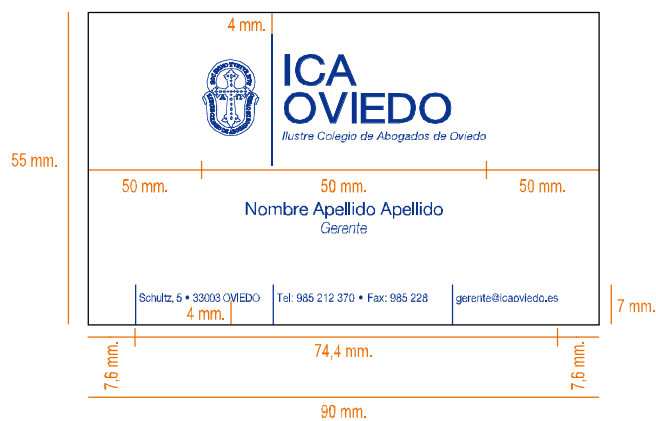 4 mm.
ICA
OVIEDO
Ilustre Colegio de Abogados de Oviedo
55 mm.
50 mm. 50 mm. 50 mm.
Nombre Apellido Apellido
Gerente
Schultz, 5 • 33003 OVIEDO Tel: 985 212 370 • Fax: 985 228 gerente@icaoviedo.es
4 mm.
7 mm.
7,6 mm. 74,4 mm. 7,6 mm.
90 mm.